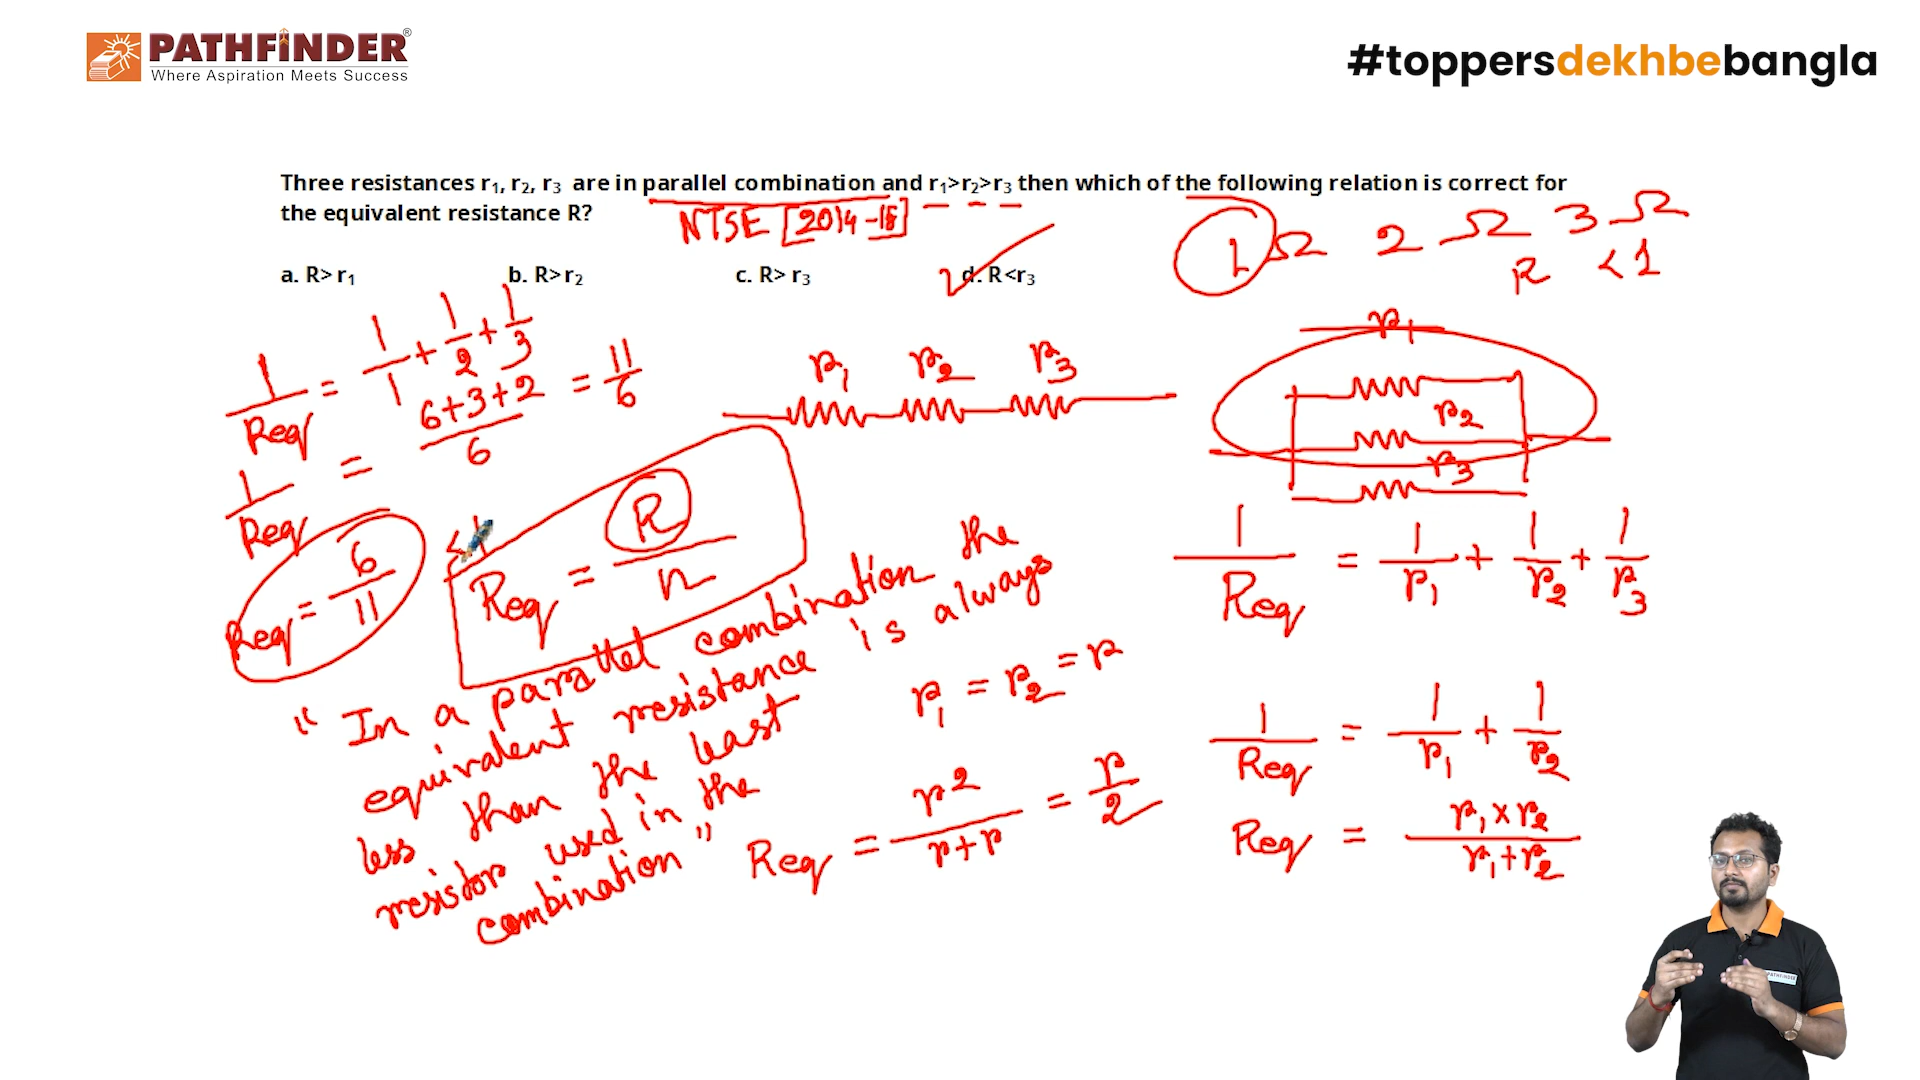 PATHFINDER®
Where Aspiration Meets Success
#toppersdekhbebangla
Three resistances r₁, r₂, r₃ are in parallel combination and r₁>r₂>r₃ then which of the following relation is correct for
the equivalent resistance R?
NTSE [2014-15]
1 Ω 2 Ω 3 Ω
R < 1
a. R> r₁ b. R> r₂ c. R> r₃ d. R<r₃
1/Req = 1/1 + 1/2 + 1/3
1/Req = (6+3+2)/6 = 11/6
Req = 6/11 < 1
r₁ r₂ r₃
r₁
r₂
r₃
Req = R/n
1/Req = 1/r₁ + 1/r₂ + 1/r₃
"In a parallel combination the
equivalent resistance is always
less than the least
resistor used in the
combination"
r₁ = r₂ = r
Req = r²/(r+r) = r/2
1/Req = 1/r₁ + 1/r₂
Req = (r₁ × r₂)/(r₁+r₂)
PATHFINDER